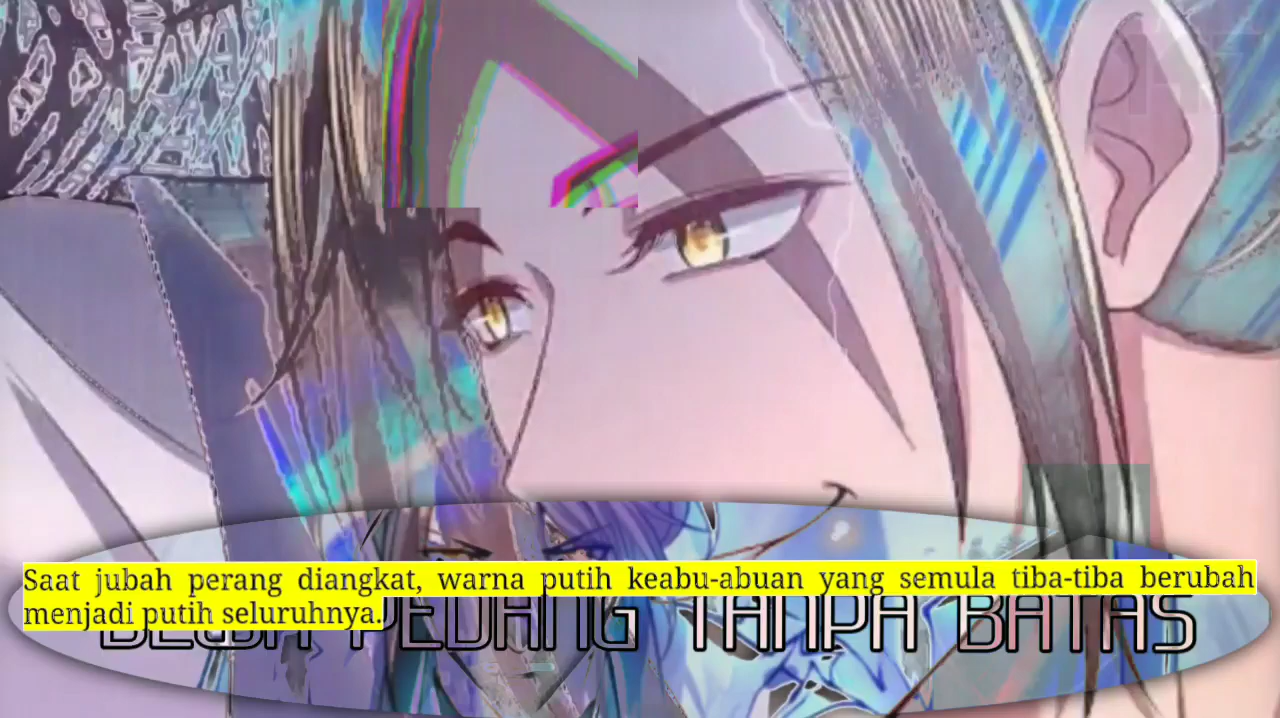 Saat jubah perang diangkat, warna putih keabu-abuan yang semula tiba-tiba berubah
menjadi putih seluruhnya.
DEWA PEDANG TANPA BATAS